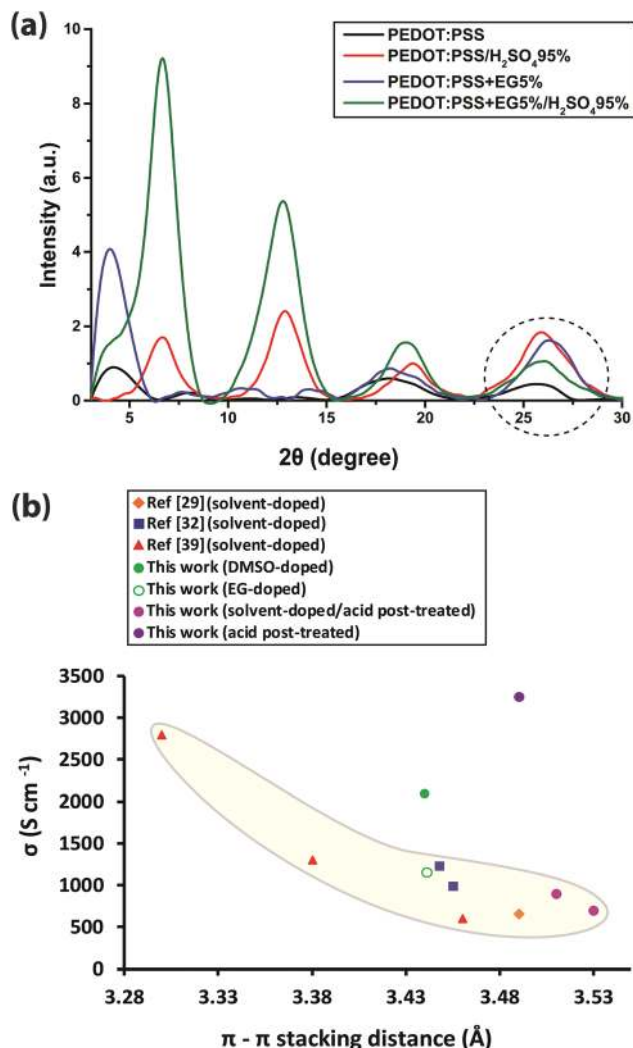 (a)
PEDOT:PSS
PEDOT:PSS/H₂SO₄95%
PEDOT:PSS+EG5%
PEDOT:PSS+EG5%/H₂SO₄95%
10
8
6
4
2
0
Intensity (a.u.)
5 10 15 20 25 30
2θ (degree)
(b)
Ref [29] (solvent-doped)
Ref [32] (solvent-doped)
Ref [39] (solvent-doped)
This work (DMSO-doped)
This work (EG-doped)
This work (solvent-doped/acid post-treated)
This work (acid post-treated)
3500
3000
2500
2000
1500
1000
500
0
σ (S cm ⁻¹)
3.28 3.33 3.38 3.43 3.48 3.53
π - π stacking distance (Å)